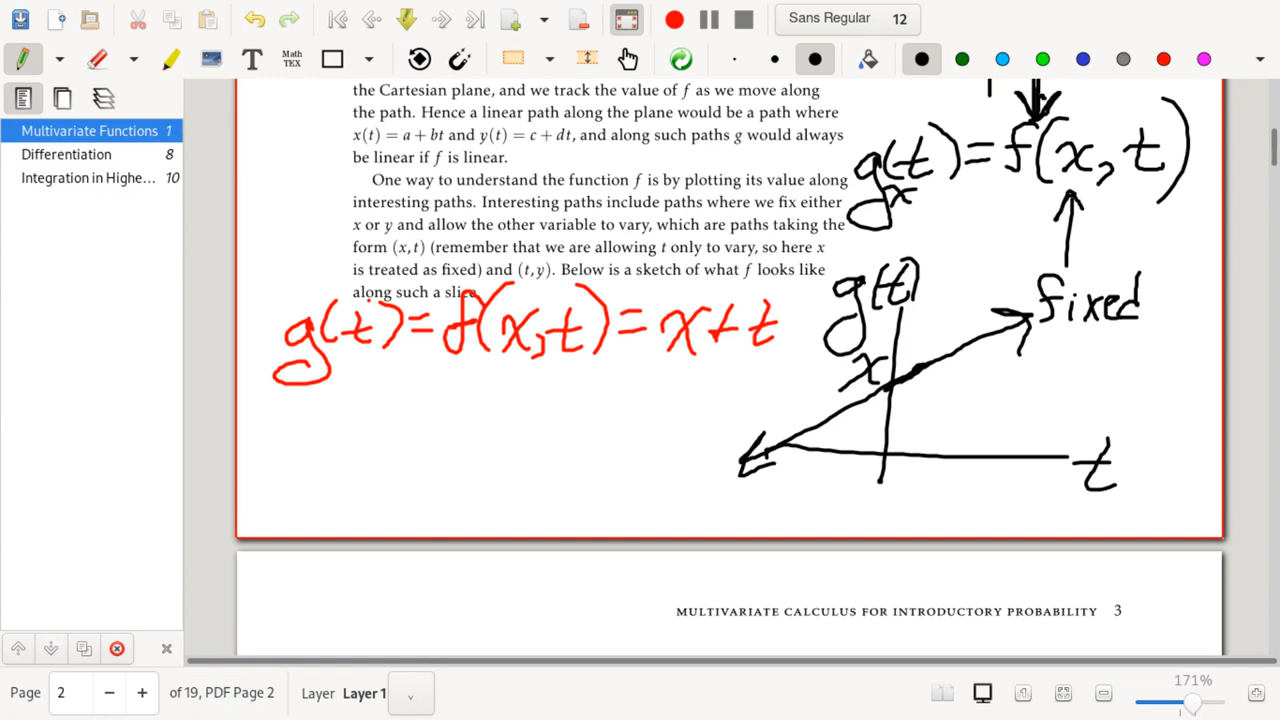 Sans Regular 12
T Math TEX
Multivariate Functions 1
Differentiation 8
Integration in Highe... 10
the Cartesian plane, and we track the value of f as we move along
the path. Hence a linear path along the plane would be a path where
x(t) = a + bt and y(t) = c + dt, and along such paths g would always
be linear if f is linear.
One way to understand the function f is by plotting its value along
interesting paths. Interesting paths include paths where we fix either
x or y and allow the other variable to vary, which are paths taking the
form (x, t) (remember that we are allowing t only to vary, so here x
is treated as fixed) and (t, y). Below is a sketch of what f looks like
along such a slice
g(t) = f(x, t) = x + t
gₓ(t) = f(x, t)
fixed
g(t)
x
t
MULTIVARIATE CALCULUS FOR INTRODUCTORY PROBABILITY 3
Page 2 of 19, PDF Page 2 Layer Layer 1
171%